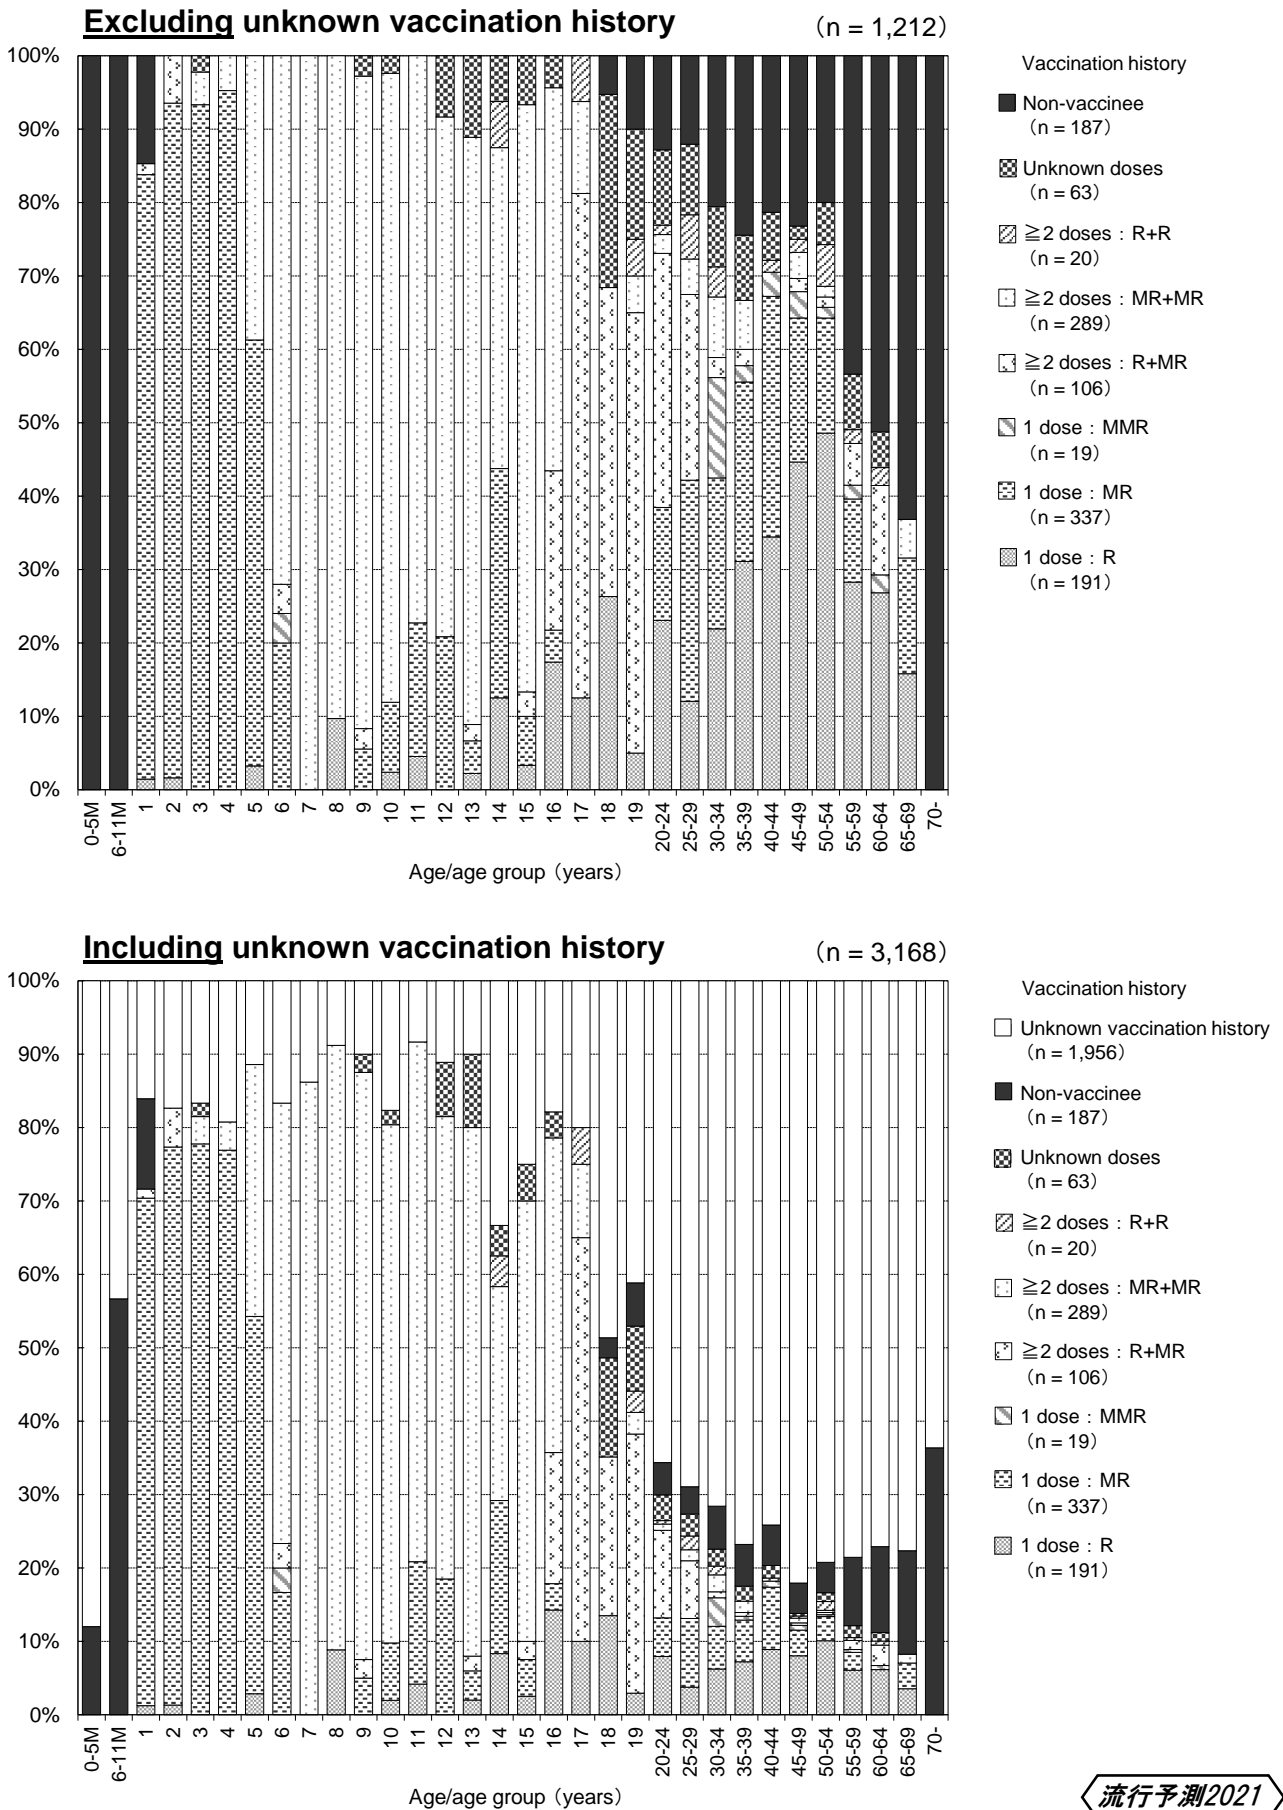 Excluding unknown vaccination history
(n = 1,212)
100%
90%
80%
70%
60%
50%
40%
30%
20%
10%
0%
0-5M
6-11M
1
2
3
4
5
6
7
8
9
10
11
12
13
14
15
16
17
18
19
20-24
25-29
30-34
35-39
40-44
45-49
50-54
55-59
60-64
65-69
70-
Age/age group (years)
Vaccination history
Non-vaccinee
(n = 187)
Unknown doses
(n = 63)
≧2 doses：R+R
(n = 20)
≧2 doses：MR+MR
(n = 289)
≧2 doses：R+MR
(n = 106)
1 dose：MMR
(n = 19)
1 dose：MR
(n = 337)
1 dose：R
(n = 191)
Including unknown vaccination history
(n = 3,168)
100%
90%
80%
70%
60%
50%
40%
30%
20%
10%
0%
0-5M
6-11M
1
2
3
4
5
6
7
8
9
10
11
12
13
14
15
16
17
18
19
20-24
25-29
30-34
35-39
40-44
45-49
50-54
55-59
60-64
65-69
70-
Age/age group (years)
Vaccination history
Unknown vaccination history
(n = 1,956)
Non-vaccinee
(n = 187)
Unknown doses
(n = 63)
≧2 doses：R+R
(n = 20)
≧2 doses：MR+MR
(n = 289)
≧2 doses：R+MR
(n = 106)
1 dose：MMR
(n = 19)
1 dose：MR
(n = 337)
1 dose：R
(n = 191)
流行予測2021